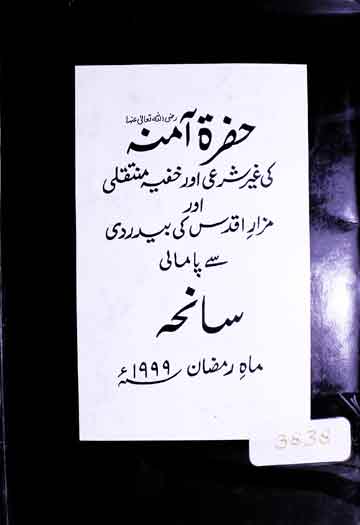 حفرۃ آمنہ رضی اللہ تعالیٰ عنہا
کی غیر شرعی اور خفیہ منتقلی
اور
مزارِ اقدس کی بیدردی
سے پامالی
سانحہ
ماہِ رمضان ۱۹۹۹ء
3838